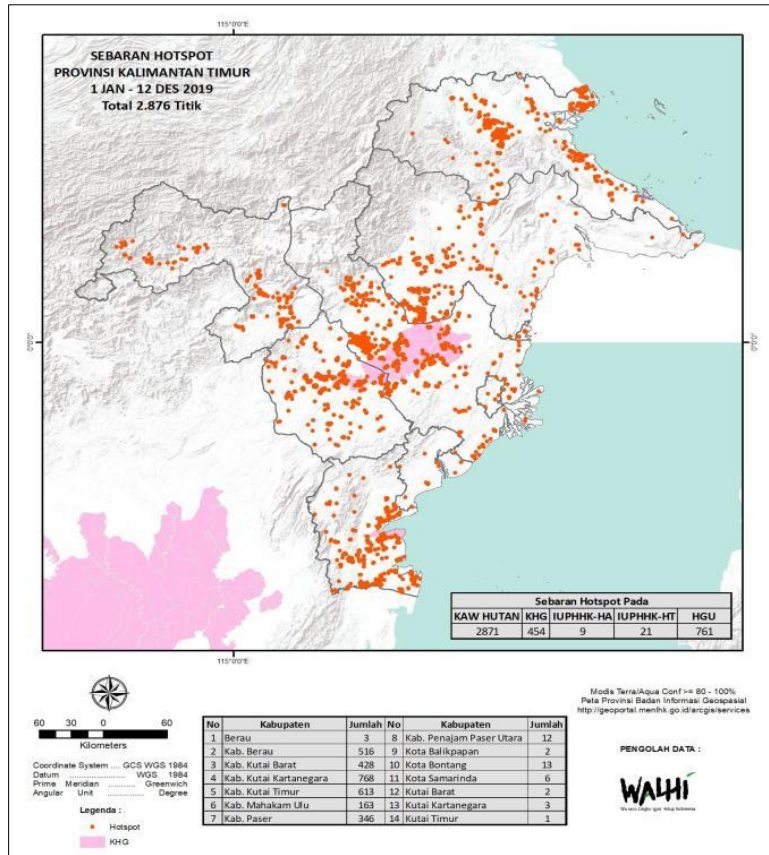 115°0'0"E
SEBARAN HOTSPOT
PROVINSI KALIMANTAN TIMUR
1 JAN - 12 DES 2019
Total 2.876 Titik
0°0'0"
0°0'0"
Sebaran Hotspot Pada
KAW HUTAN KHG IUPHHK-HA IUPHHK-HT HGU
2871 454 9 21 761
115°0'0"E
60 30 0 60
Kilometers
Coordinate System .... GCS WGS 1984
Datum ...................... WGS 1984
Prime Meridian ......... Greenwich
Angular Unit ............. Degree
Legenda :
Hotspot
KHG
No Kabupaten Jumlah No Kabupaten Jumlah
1 Berau 3 8 Kab. Penajam Paser Utara 12
2 Kab. Berau 516 9 Kota Balikpapan 2
3 Kab. Kutai Barat 428 10 Kota Bontang 13
4 Kab. Kutai Kartanegara 768 11 Kota Samarinda 6
5 Kab. Kutai Timur 613 12 Kutai Barat 2
6 Kab. Mahakam Ulu 163 13 Kutai Kartanegara 3
7 Kab. Paser 346 14 Kutai Timur 1
Modis Terra/Aqua Conf >= 80 - 100%
Peta Provinsi Badan Informasi Geospasial
http://geoportal.menlhk.go.id/arcgis/services
PENGOLAH DATA :
WALHI
Wahana Lingkungan Hidup Indonesia